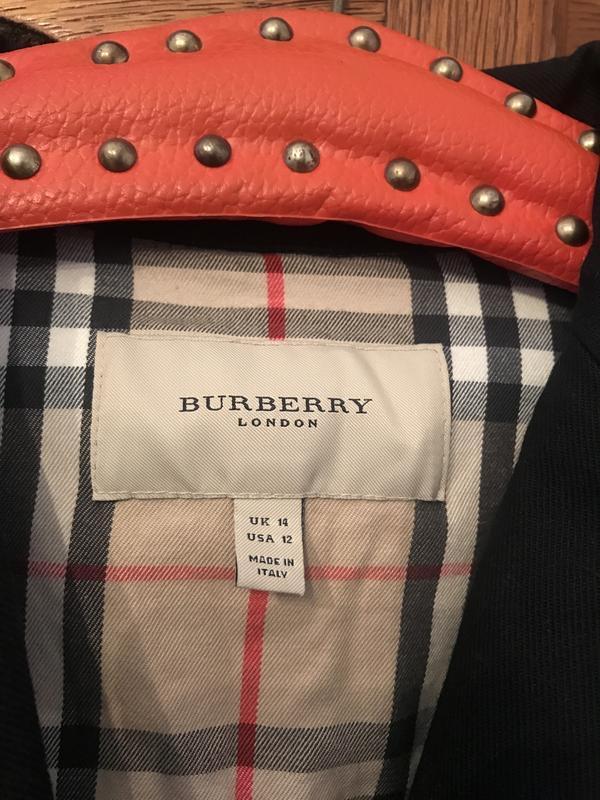 BURBERRY
LONDON
UK 14
USA 12
MADE IN
ITALY